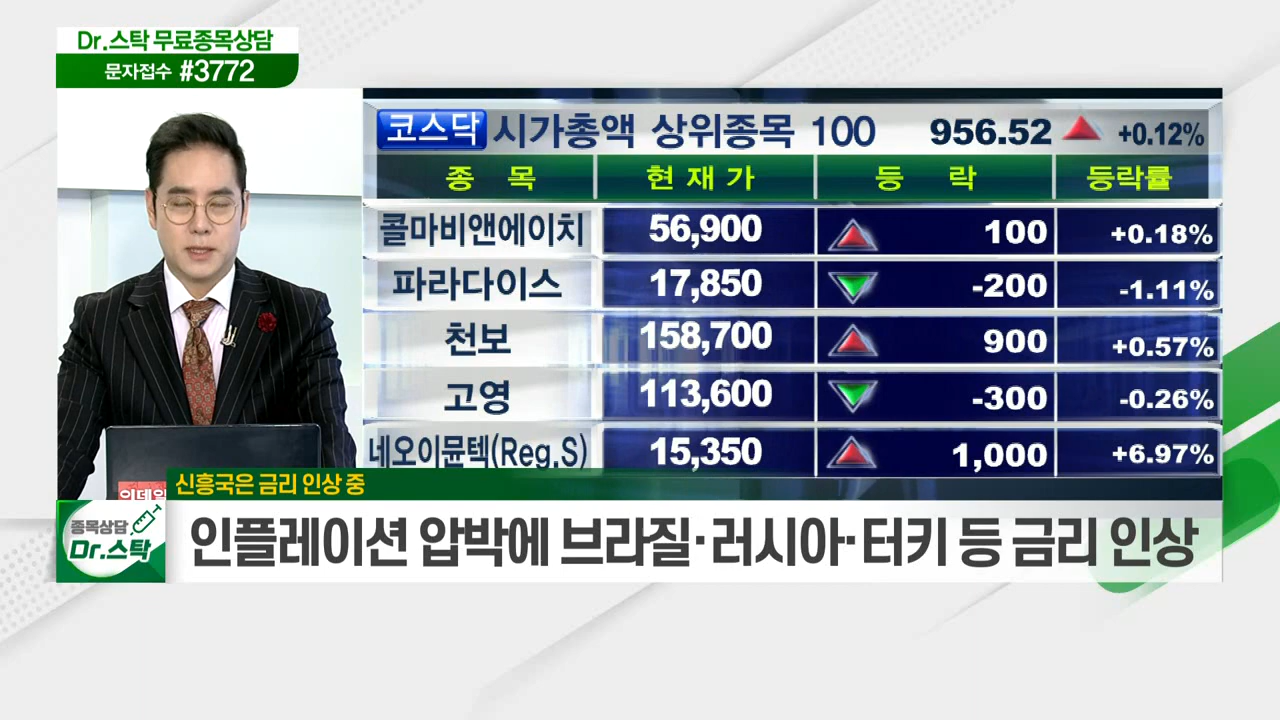 Dr.스탁 무료종목상담
문자접수 #3772
코스닥 시가총액 상위종목 100 956.52 ▲ +0.12%
종 목 현재가 등 락 등락률
콜마비앤에이치 56,900 ▲ 100 +0.18%
파라다이스 17,850 ▼ -200 -1.11%
천보 158,700 ▲ 900 +0.57%
고영 113,600 ▼ -300 -0.26%
네오이뮨텍(Reg.S) 15,350 ▲ 1,000 +6.97%
신흥국은 금리 인상 중
종목상담
Dr.스탁
인플레이션 압박에 브라질·러시아·터키 등 금리 인상